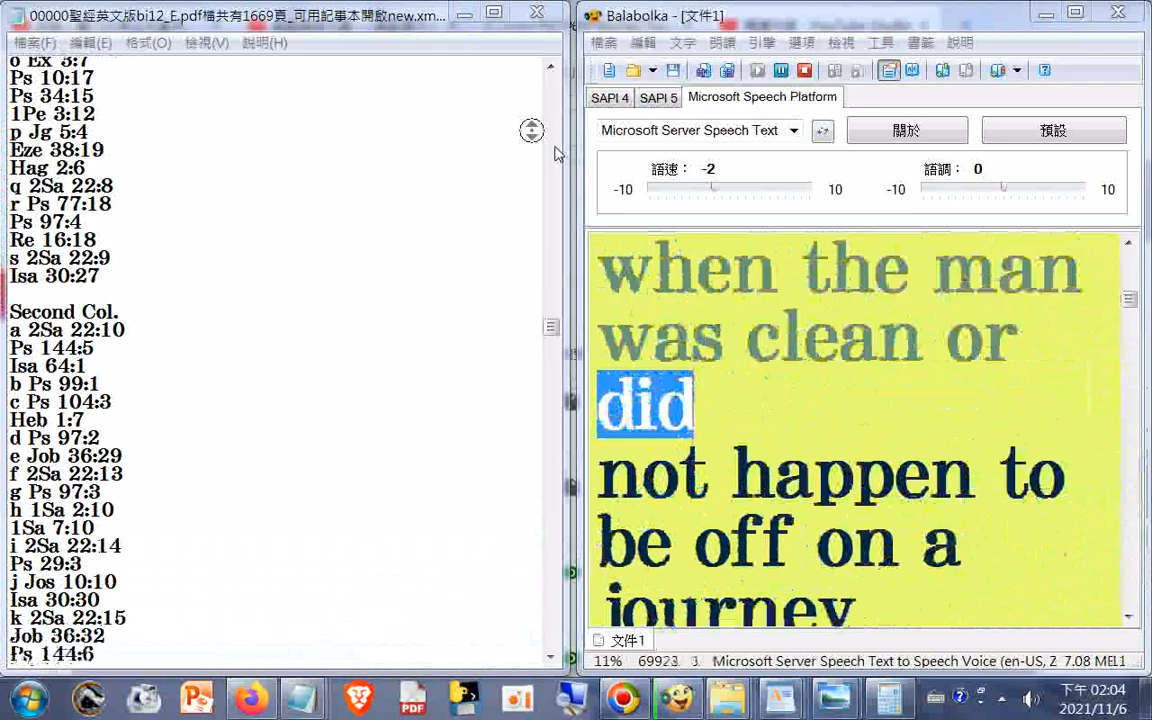 00000聖經英文版bi12_E.pdf檔共有1669頁_可用記事本開啟new.xm...
檔案(F) 編輯(E) 格式(O) 檢視(V) 說明(H)
o Ex 3:7
Ps 10:17
Ps 34:15
1Pe 3:12
p Jg 5:4
Eze 38:19
Hag 2:6
q 2Sa 22:8
r Ps 77:18
Ps 97:4
Re 16:18
s 2Sa 22:9
Isa 30:27
Second Col.
a 2Sa 22:10
Ps 144:5
Isa 64:1
b Ps 99:1
c Ps 104:3
Heb 1:7
d Ps 97:2
e Job 36:29
f 2Sa 22:13
g Ps 97:3
h 1Sa 2:10
1Sa 7:10
i 2Sa 22:14
Ps 29:3
j Jos 10:10
Isa 30:30
k 2Sa 22:15
Job 36:32
Ps 144:6
Balabolka - [文件1]
檔案 編輯 文字 朗讀 引擎 選項 檢視 工具 書籤 說明
SAPI 4 SAPI 5 Microsoft Speech Platform
Microsoft Server Speech Text 關於 預設
語速： -2 語調： 0
-10 10 -10 10
when the man
was clean or
did
not happen to
be off on a
journey
文件1
11% 69923 Microsoft Server Speech Text to Speech Voice (en-US, Z 7.08 ME
PDF
下午 02:04
2021/11/6